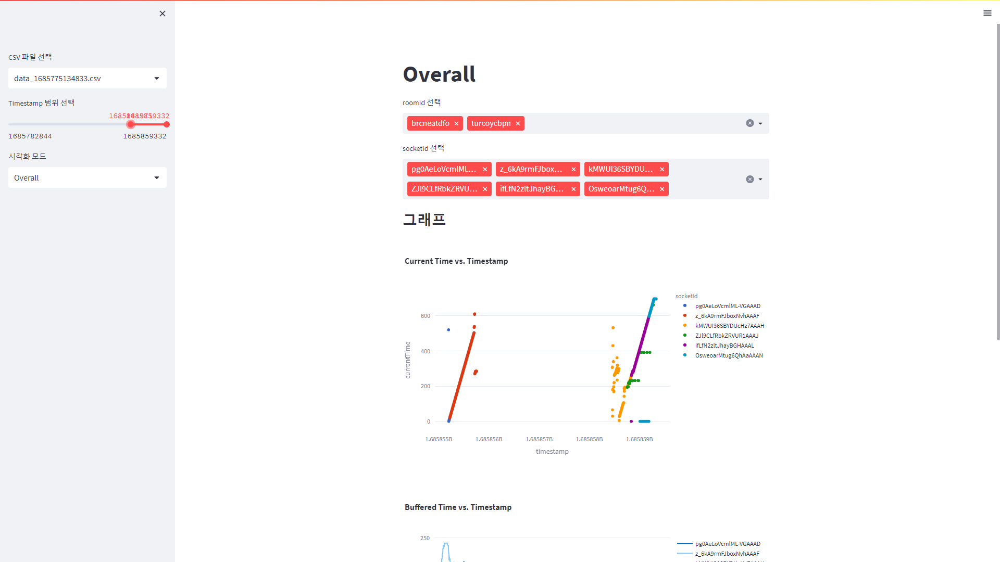 CSV 파일 선택
data_1685775134833.csv
Timestamp 범위 선택
1685859332
1685782844
1685859332
시각화 모드
Overall
Overall
roomId 선택
brcneatdfo
turcoycbpn
socketId 선택
pg0AeLoVcmlML...
z_6kA9rmFJbox...
kMWUI36SBYDU...
ZJl9CLfRbkZRVU...
ifLfN2zltJhayBG...
OsweoarMtug6Q...
그래프
Current Time vs. Timestamp
currentTime
600
400
200
0
1.685855B
1.685856B
1.685857B
1.685858B
1.685859B
timestamp
socketId
pg0AeLoVcmlML-VGAAAD
z_6kA9rmFJboxNvhAAAF
kMWUI36SBYDUcHz7AAAH
ZJl9CLfRbkZRVUR1AAAJ
ifLfN2zltJhayBGHAAAL
OsweoarMtug6QhAaAAAN
Buffered Time vs. Timestamp
250
pg0AeLoVcmlML-VGAAAD
z_6kA9rmFJboxNvhAAAF